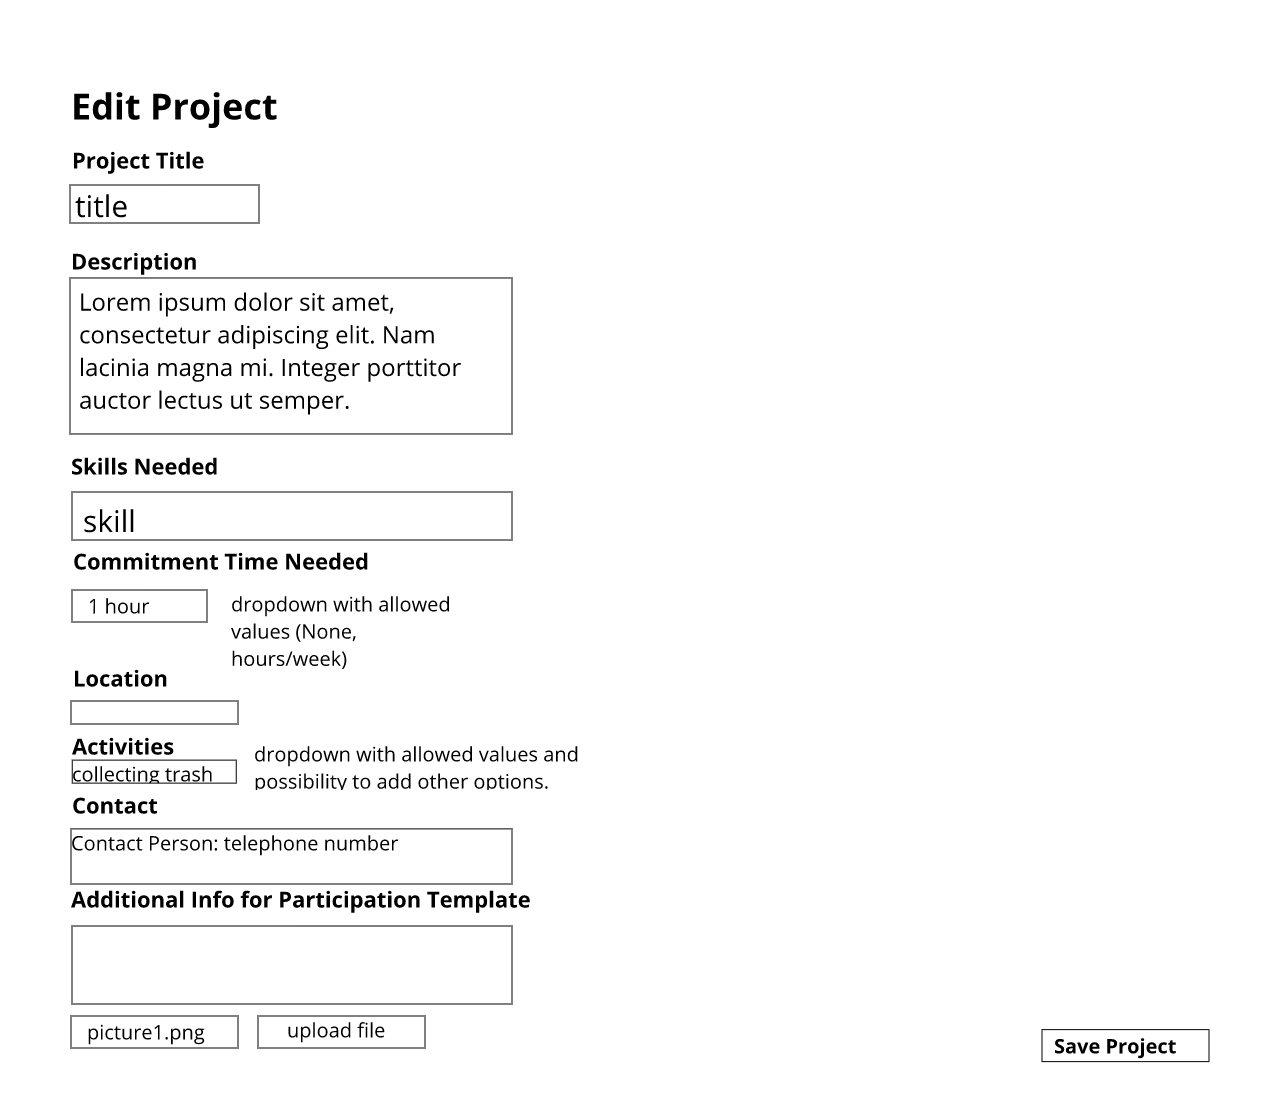 Edit Project
Project Title
title
Description
Lorem ipsum dolor sit amet,
consectetur adipiscing elit. Nam
lacinia magna mi. Integer porttitor
auctor lectus ut semper.
Skills Needed
skill
Commitment Time Needed
1 hour
dropdown with allowed
values (None,
hours/week)
Location
Activities
collecting trash
dropdown with allowed values and
possibility to add other options.
Contact
Contact Person: telephone number
Additional Info for Participation Template
picture1.png
upload file
Save Project